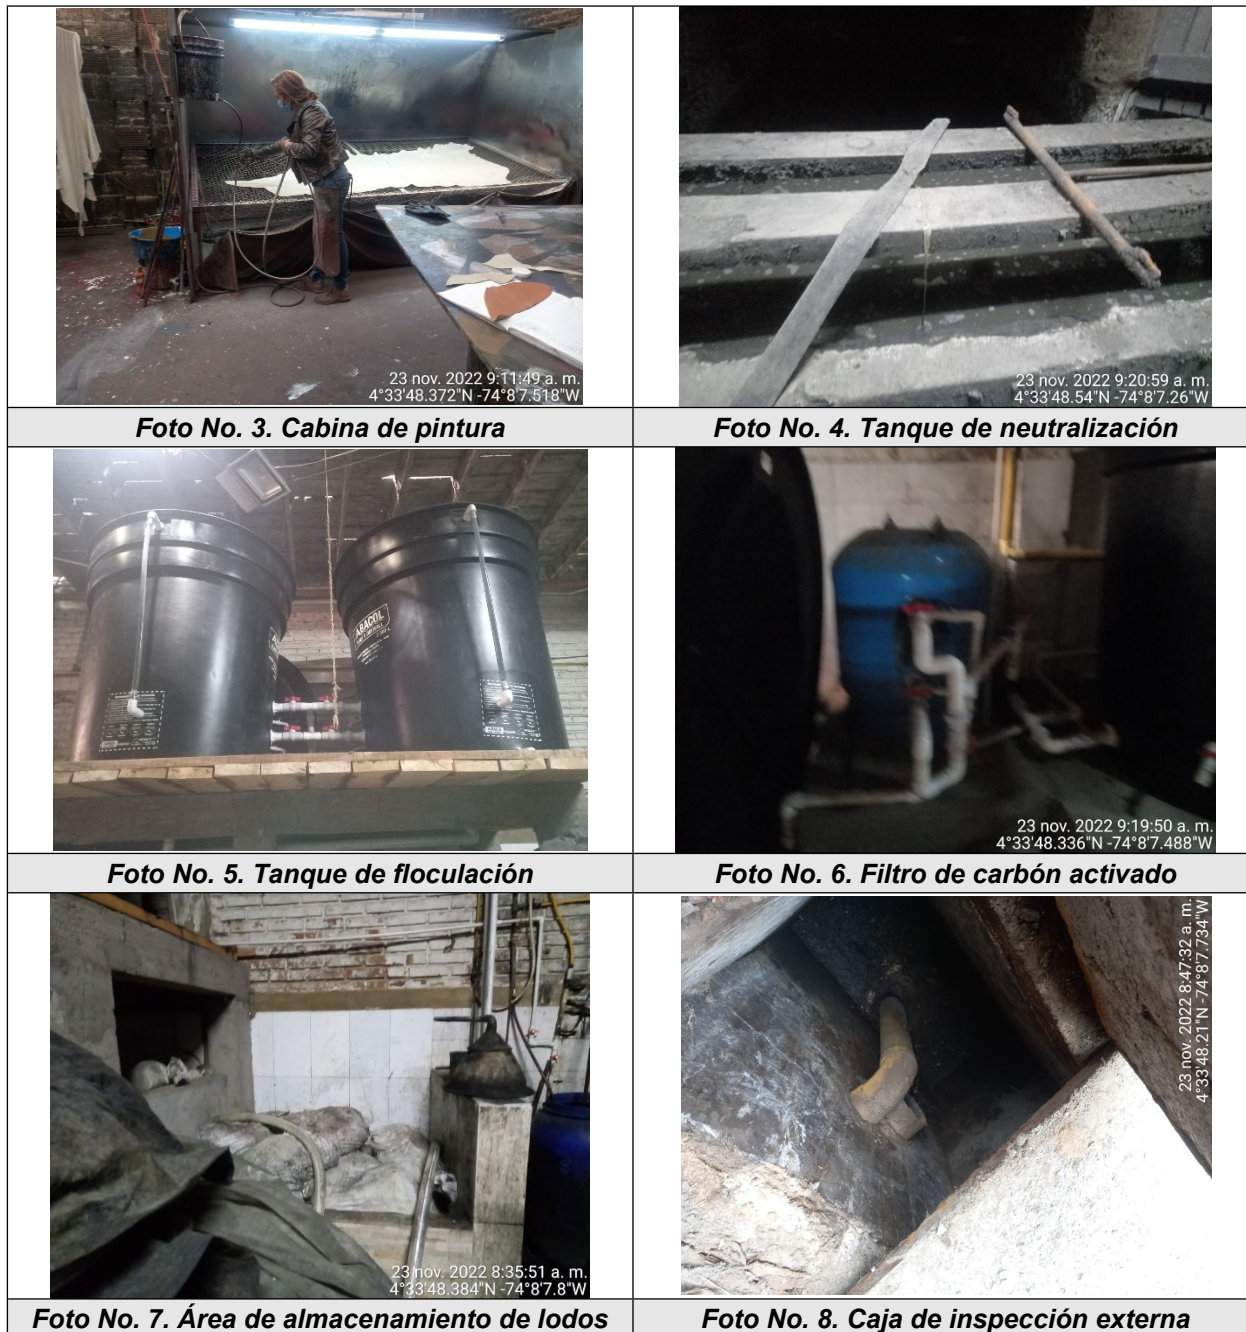 23 nov. 2022 9:11:49 a. m.
4°33'48.372"N -74°8'7.518"W
23 nov. 2022 9:20:59 a. m.
4°33'48.54"N -74°8'7.26"W
Foto No. 3. Cabina de pintura
Foto No. 4. Tanque de neutralización
ABACOL
23 nov. 2022 9:19:50 a. m.
4°33'48.336"N -74°8'7.488"W
Foto No. 5. Tanque de floculación
Foto No. 6. Filtro de carbón activado
23 nov. 2022 8:35:51 a. m.
4°33'48.384"N -74°8'7.8"W
23 nov. 2022 8:47:32 a. m.
4°33'48.21"N -74°8'7.734"W
Foto No. 7. Área de almacenamiento de lodos
Foto No. 8. Caja de inspección externa